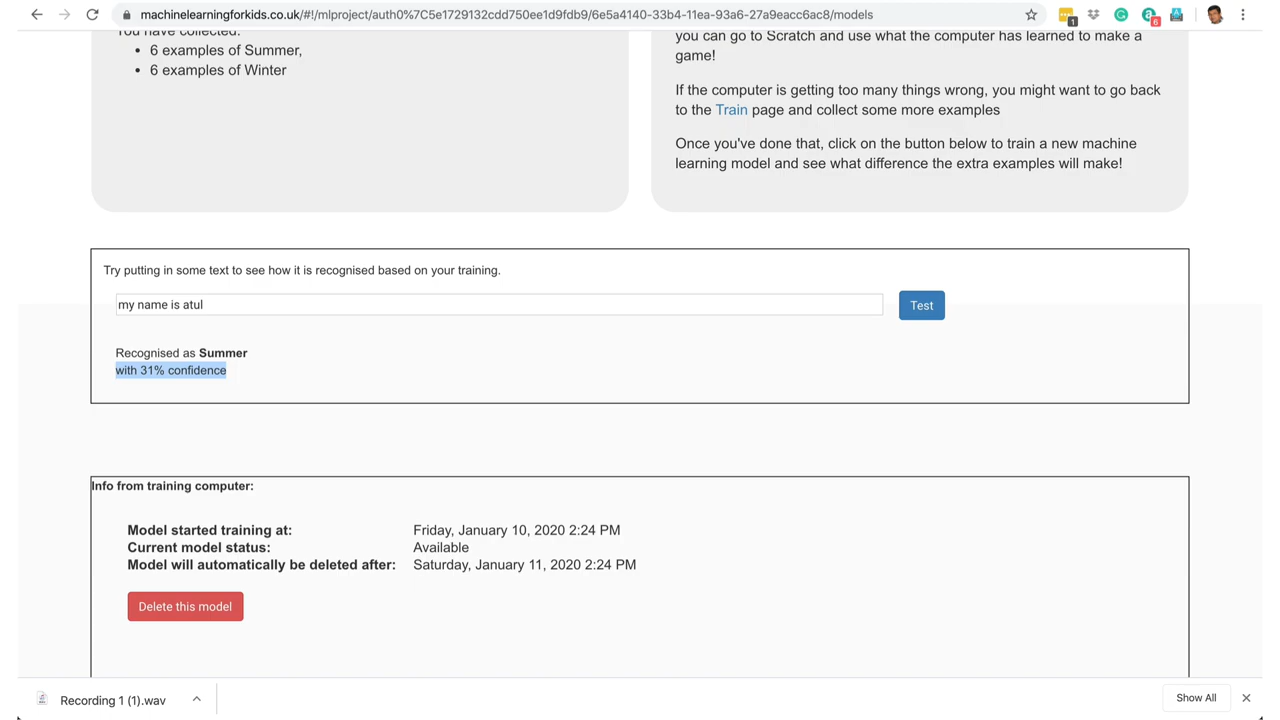 machinelearningforkids.co.uk/#!/mlproject/auth0%7C5e1729132cdd750ee1d9fdb9/6e5a4140-33b4-11ea-93a6-27a9eacc6ac8/models
1
6
You have collected:
• 6 examples of Summer,
• 6 examples of Winter
you can go to Scratch and use what the computer has learned to make a
game!
If the computer is getting too many things wrong, you might want to go back
to the Train page and collect some more examples
Once you've done that, click on the button below to train a new machine
learning model and see what difference the extra examples will make!
Try putting in some text to see how it is recognised based on your training.
my name is atul
Test
Recognised as Summer
with 31% confidence
Info from training computer:
Model started training at: Friday, January 10, 2020 2:24 PM
Current model status: Available
Model will automatically be deleted after: Saturday, January 11, 2020 2:24 PM
Delete this model
Recording 1 (1).wav
Show All